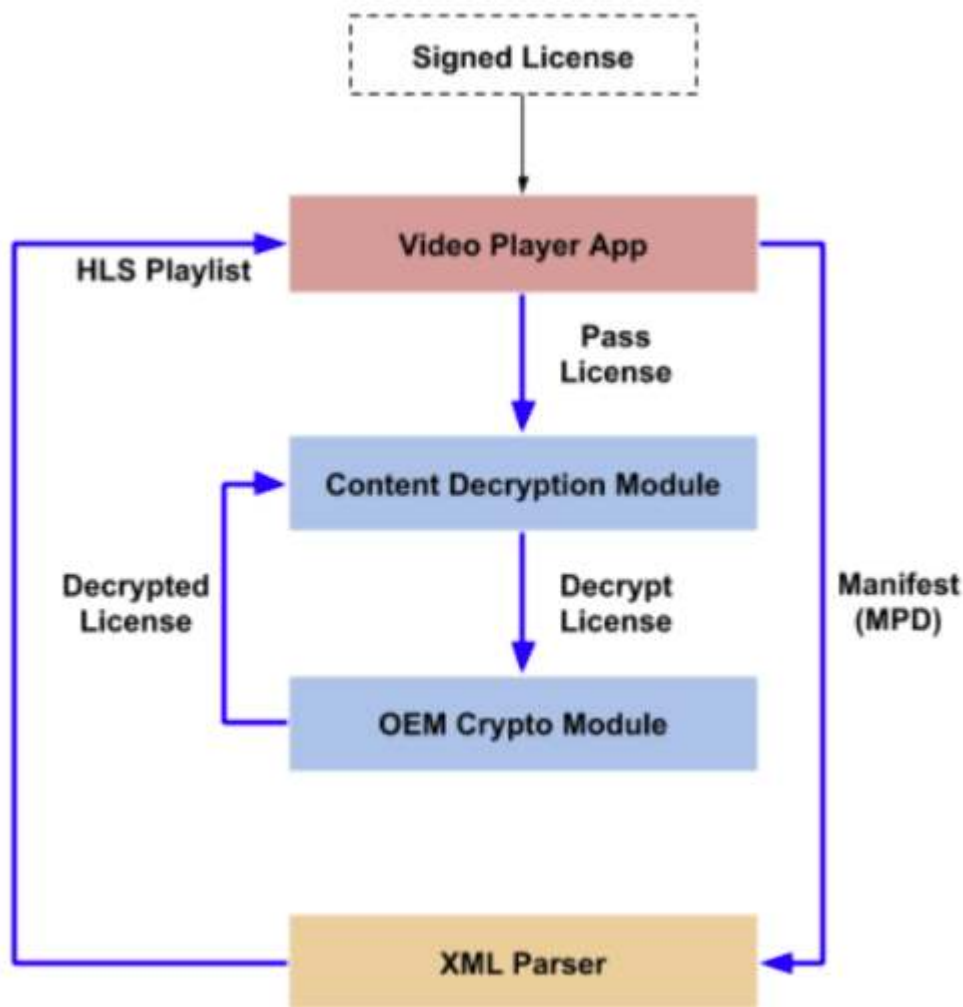 Signed License
Video Player App
HLS Playlist
Pass
License
Content Decryption Module
Decrypted
License
Decrypt
License
Manifest
(MPD)
OEM Crypto Module
XML Parser